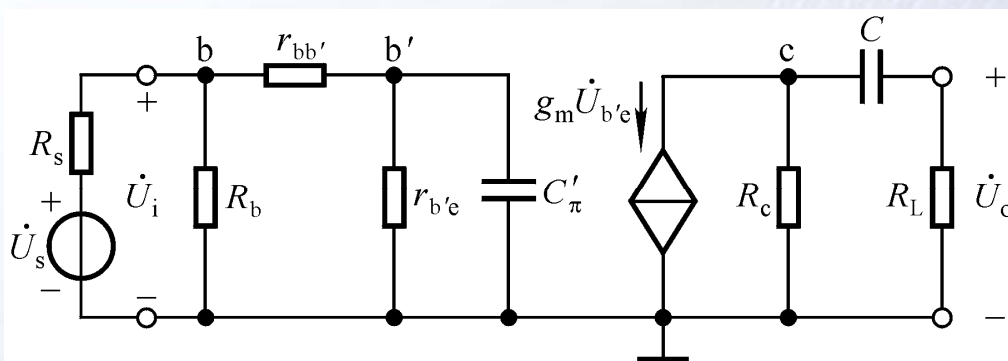 C
r_bb′
b
b′
c
+
+
g_m U̇_b′e
R_s
+
U̇_i
R_b
r_b′e
C′_π
R_c
R_L
U̇_o
U̇_s
−
−
−